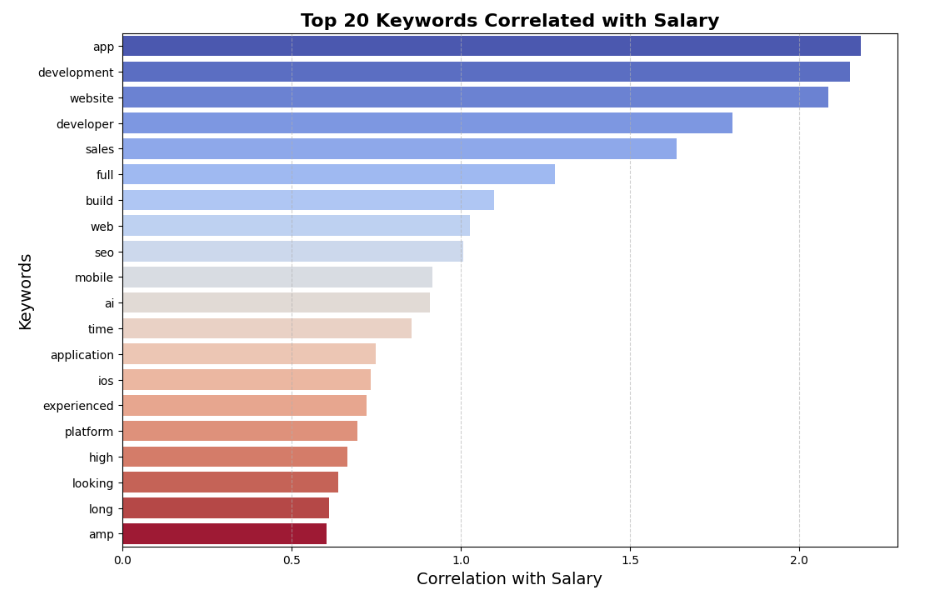 Top 20 Keywords Correlated with Salary
Keywords
app
development
website
developer
sales
full
build
web
seo
mobile
ai
time
application
ios
experienced
platform
high
looking
long
amp
0.0 0.5 1.0 1.5 2.0
Correlation with Salary